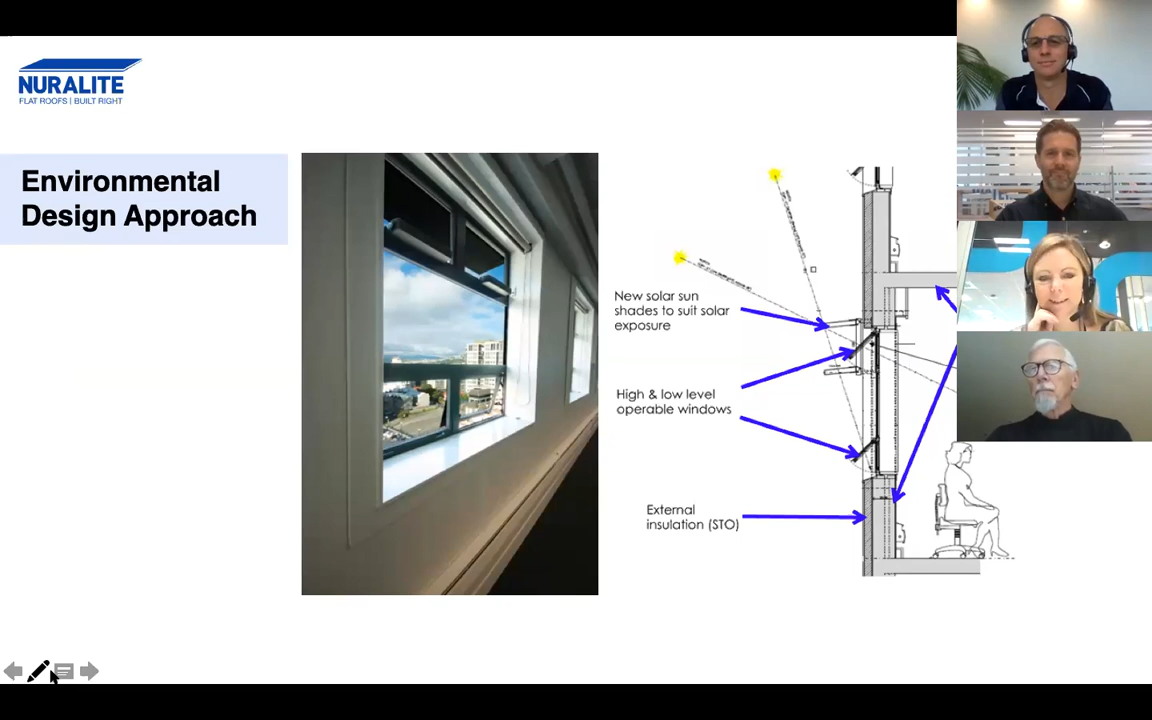 NURALITE
FLAT ROOFS | BUILT RIGHT
Environmental
Design Approach
New solar sun
shades to suit solar
exposure
High & low level
operable windows
External
insulation (STO)